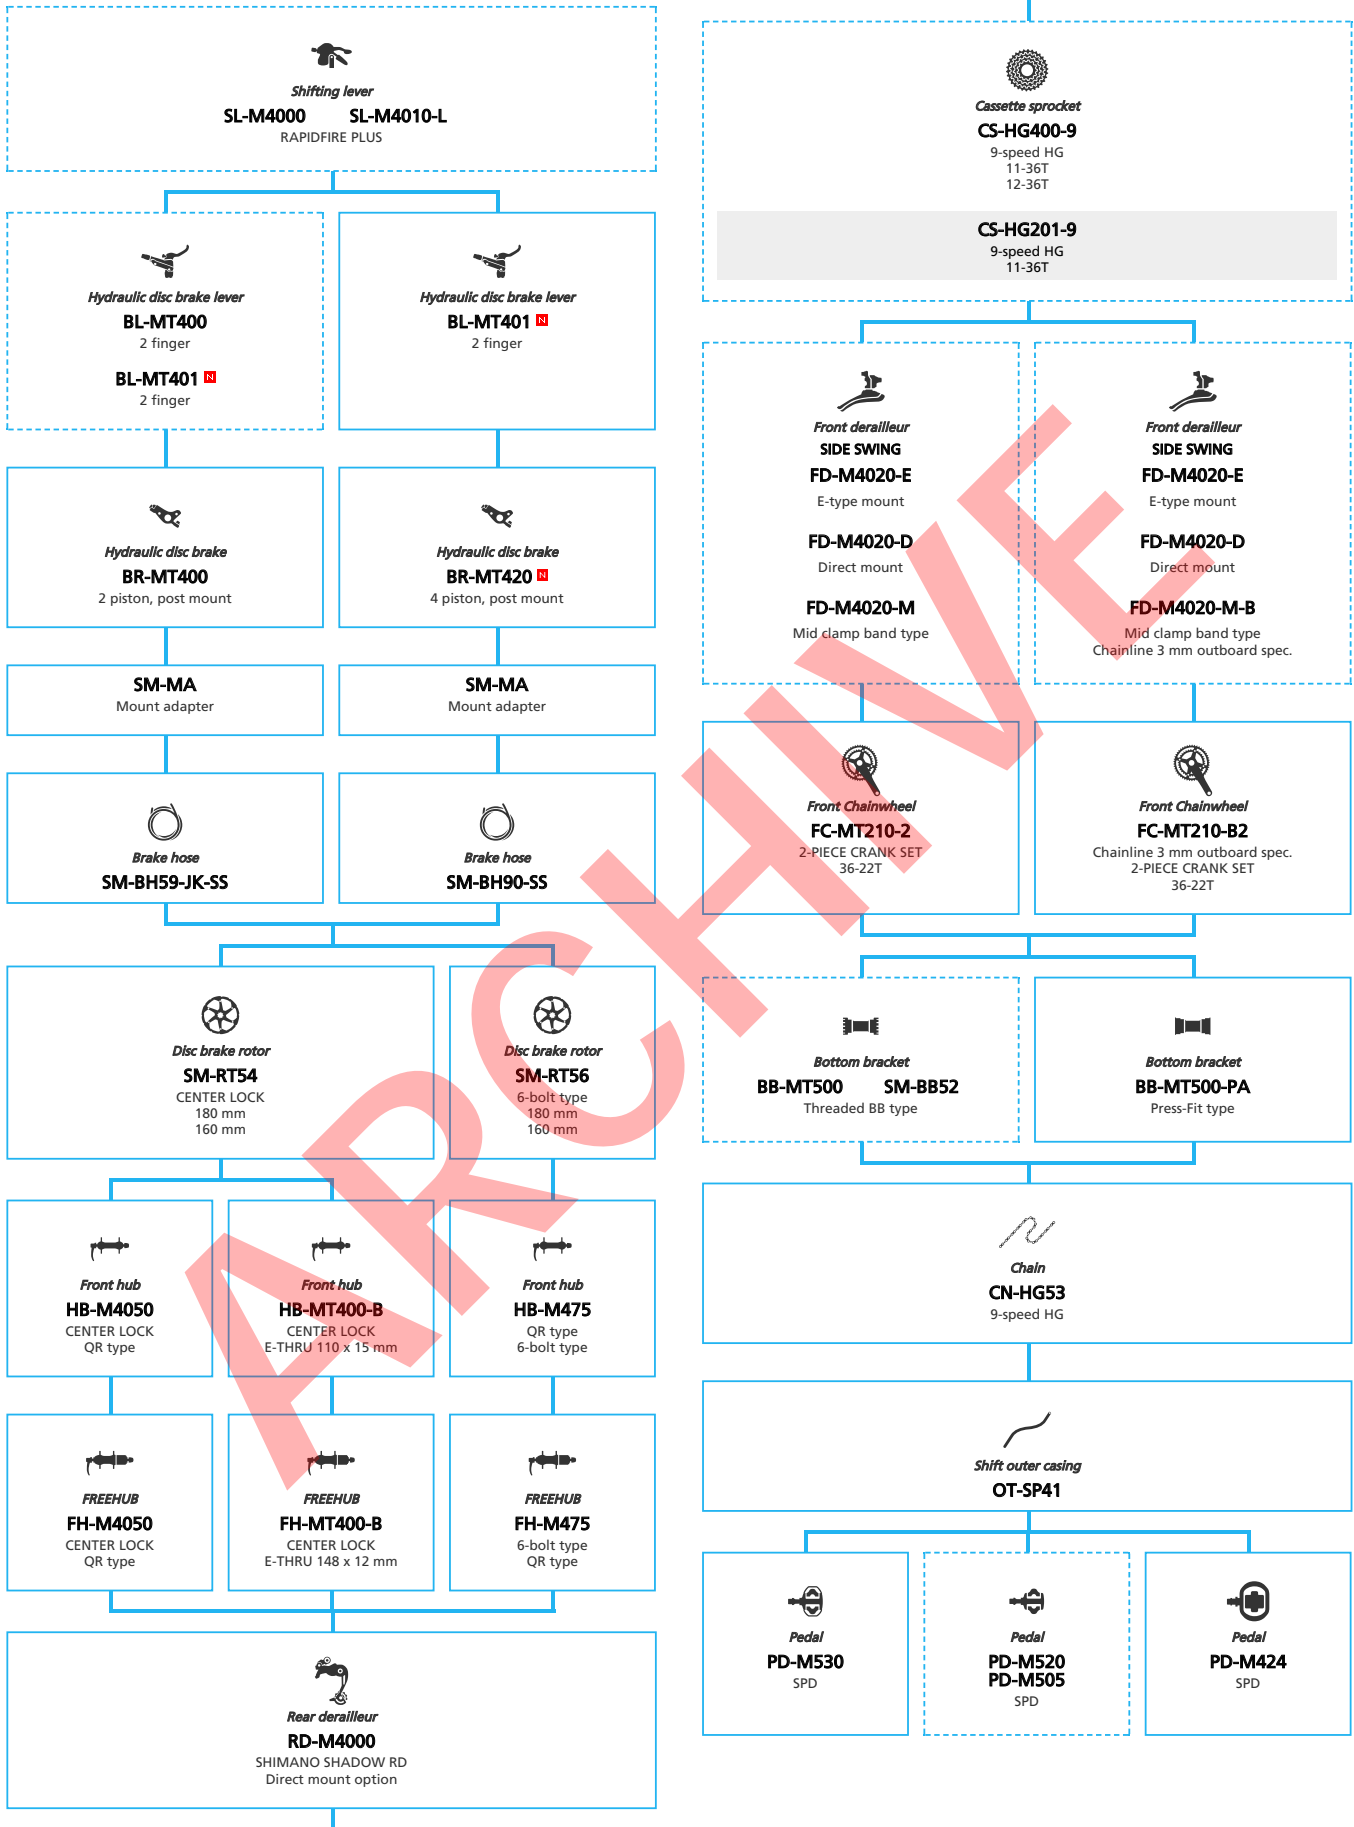 Shifting lever
SL-M4000 SL-M4010-L
RAPIDFIRE PLUS
Hydraulic disc brake lever
BL-MT400
2 finger
BL-MT401 N
2 finger
Hydraulic disc brake lever
BL-MT401 N
2 finger
Hydraulic disc brake
BR-MT400
2 piston, post mount
Hydraulic disc brake
BR-MT420 N
4 piston, post mount
SM-MA
Mount adapter
SM-MA
Mount adapter
Brake hose
SM-BH59-JK-SS
Brake hose
SM-BH90-SS
Disc brake rotor
SM-RT54
CENTER LOCK
180 mm
160 mm
Disc brake rotor
SM-RT56
6-bolt type
180 mm
160 mm
Front hub
HB-M4050
CENTER LOCK
QR type
Front hub
HB-MT400-B
CENTER LOCK
E-THRU 110 x 15 mm
Front hub
HB-M475
QR type
6-bolt type
FREEHUB
FH-M4050
CENTER LOCK
QR type
FREEHUB
FH-MT400-B
CENTER LOCK
E-THRU 148 x 12 mm
FREEHUB
FH-M475
6-bolt type
QR type
Rear derailleur
RD-M4000
SHIMANO SHADOW RD
Direct mount option
Cassette sprocket
CS-HG400-9
9-speed HG
11-36T
12-36T
CS-HG201-9
9-speed HG
11-36T
Front derailleur
SIDE SWING
FD-M4020-E
E-type mount
FD-M4020-D
Direct mount
FD-M4020-M
Mid clamp band type
Front derailleur
SIDE SWING
FD-M4020-E
E-type mount
FD-M4020-D
Direct mount
FD-M4020-M-B
Mid clamp band type
Chainline 3 mm outboard spec.
Front Chainwheel
FC-MT210-2
2-PIECE CRANK SET
36-22T
Front Chainwheel
FC-MT210-B2
Chainline 3 mm outboard spec.
2-PIECE CRANK SET
36-22T
Bottom bracket
BB-MT500 SM-BB52
Threaded BB type
Bottom bracket
BB-MT500-PA
Press-Fit type
Chain
CN-HG53
9-speed HG
Shift outer casing
OT-SP41
Pedal
PD-M530
SPD
Pedal
PD-M520
PD-M505
SPD
Pedal
PD-M424
SPD
ARCHIVE